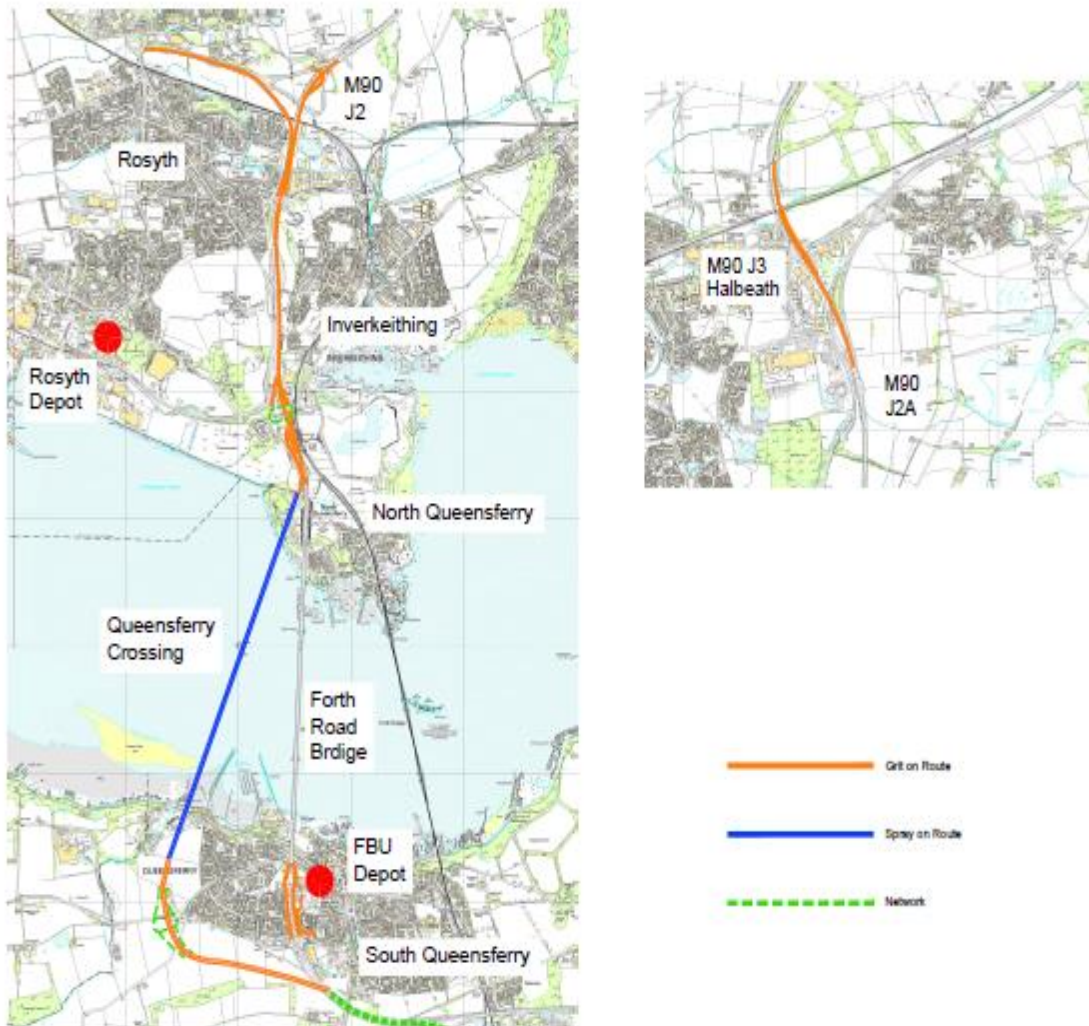 M90
J2
Rosyth
Inverkeithing
INVERKEITHING
Rosyth
Depot
North Queensferry
Queensferry
Crossing
Forth
Road
Brdige
FBU
Depot
South Queensferry
M90 J3
Halbeath
M90
J2A
Grit on Route
Spray on Route
Network